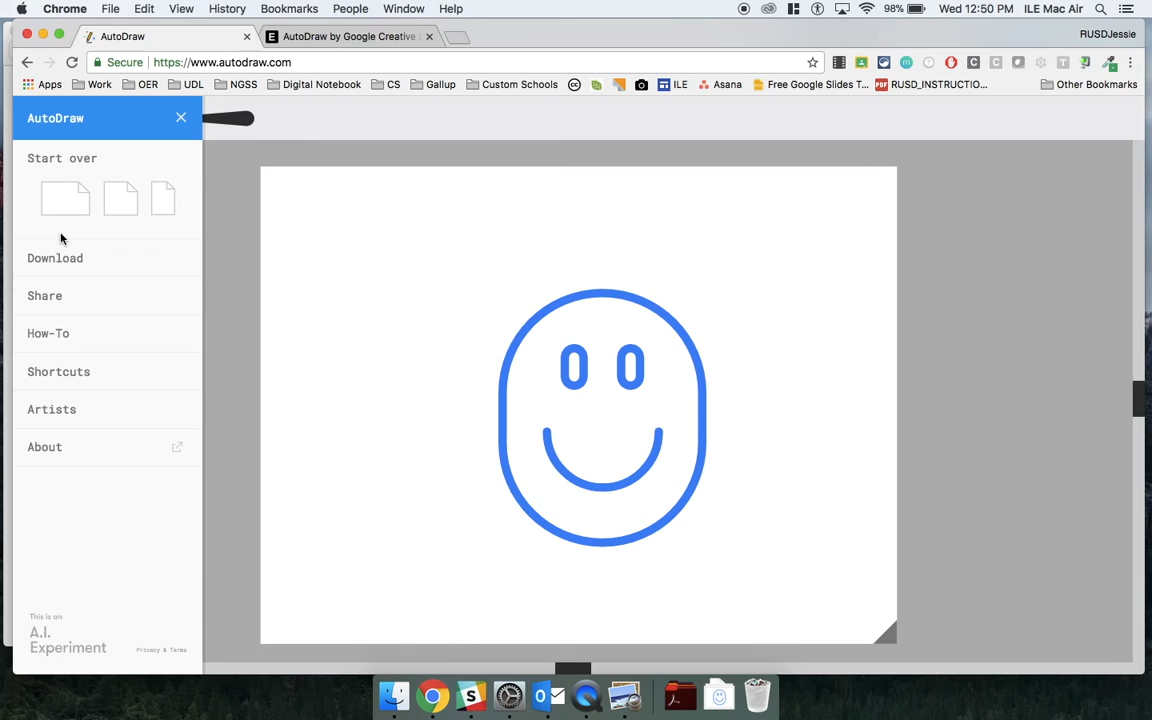 Chrome File Edit View History Bookmarks People Window Help 98% Wed 12:50 PM ILE Mac Air
AutoDraw AutoDraw by Google Creative RUSDJessie
Secure https://www.autodraw.com
Apps Work OER UDL NGSS Digital Notebook CS Gallup Custom Schools ILE Asana Free Google Slides T... PDF RUSD_INSTRUCTIO... Other Bookmarks
AutoDraw
Start over
Download
Share
How-To
Shortcuts
Artists
About
This is an
A.I.
Experiment
Privacy & Terms